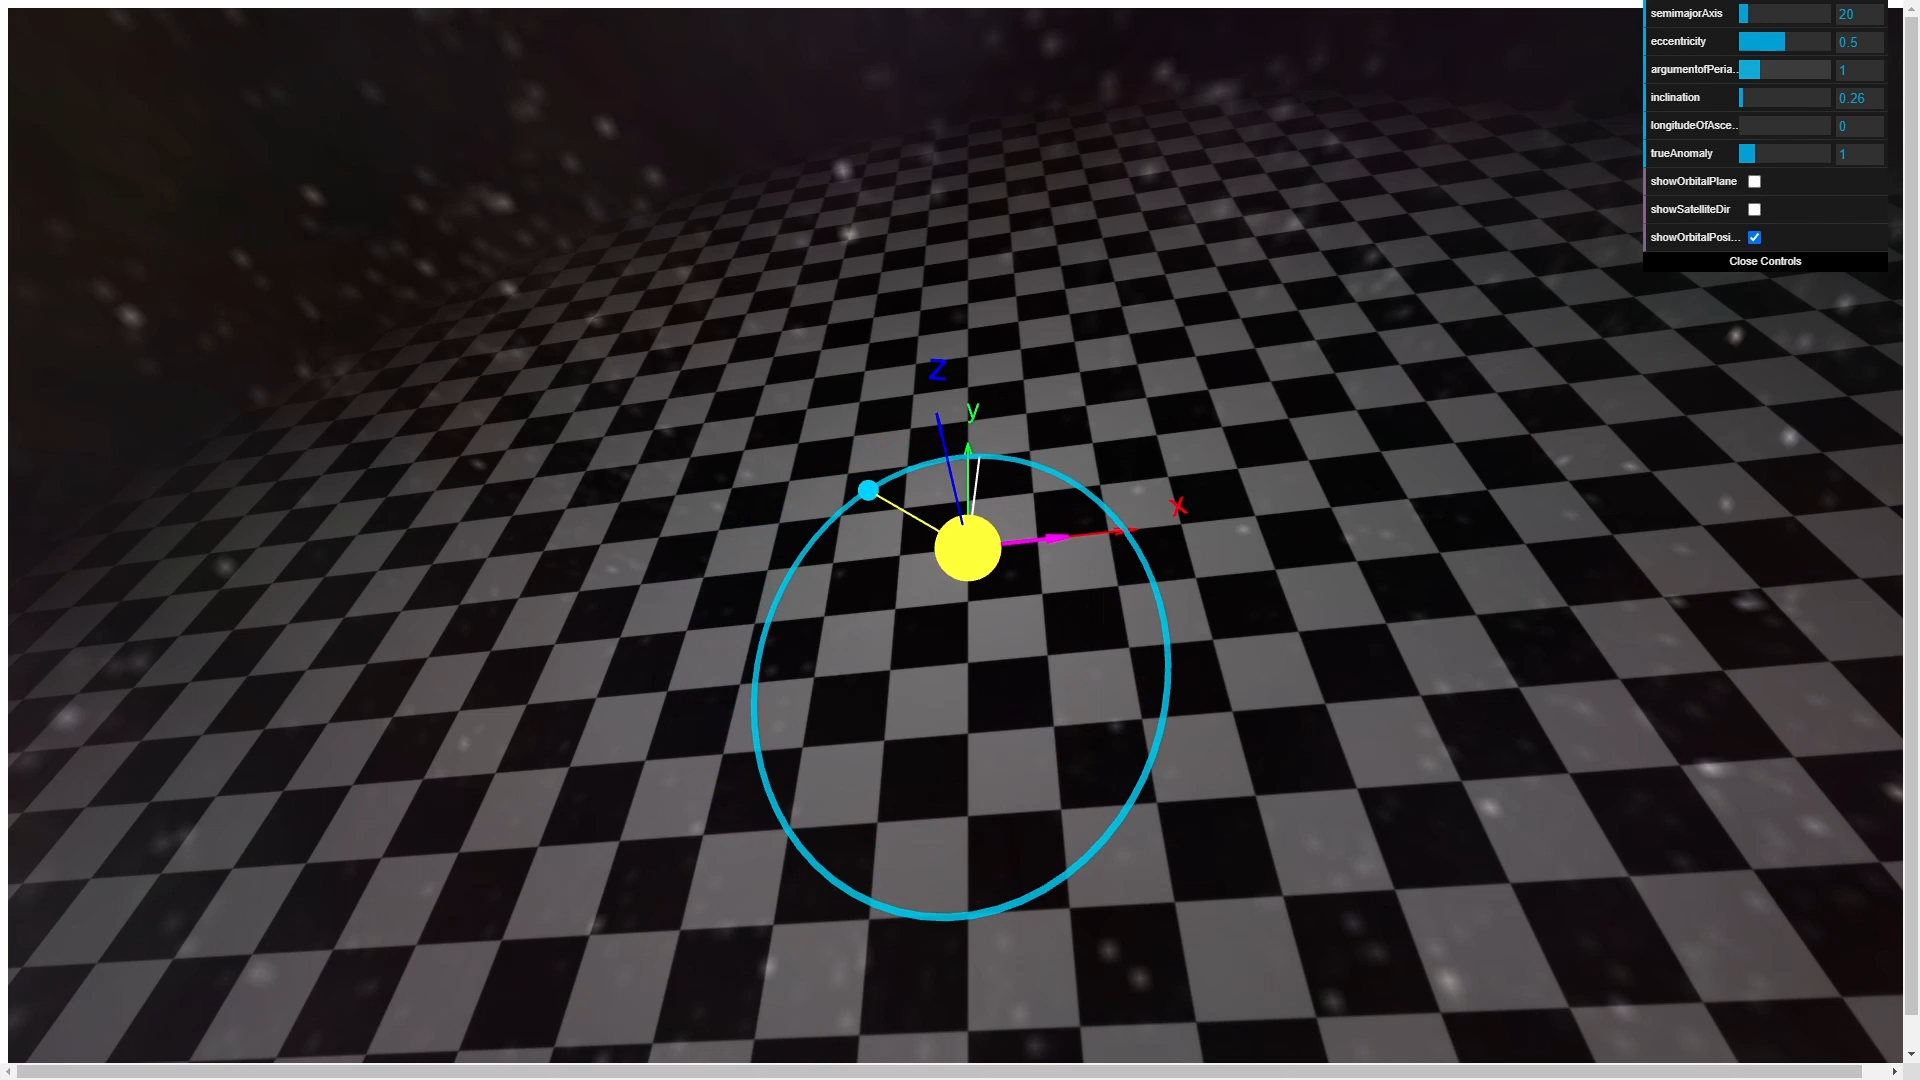 semimajorAxis 20
eccentricity 0.5
argumentofPeria... 1
inclination 0.26
longitudeOfAsce... 0
trueAnomaly 1
showOrbitalPlane
showSatelliteDir
showOrbitalPosi...
Close Controls
Z
y
X